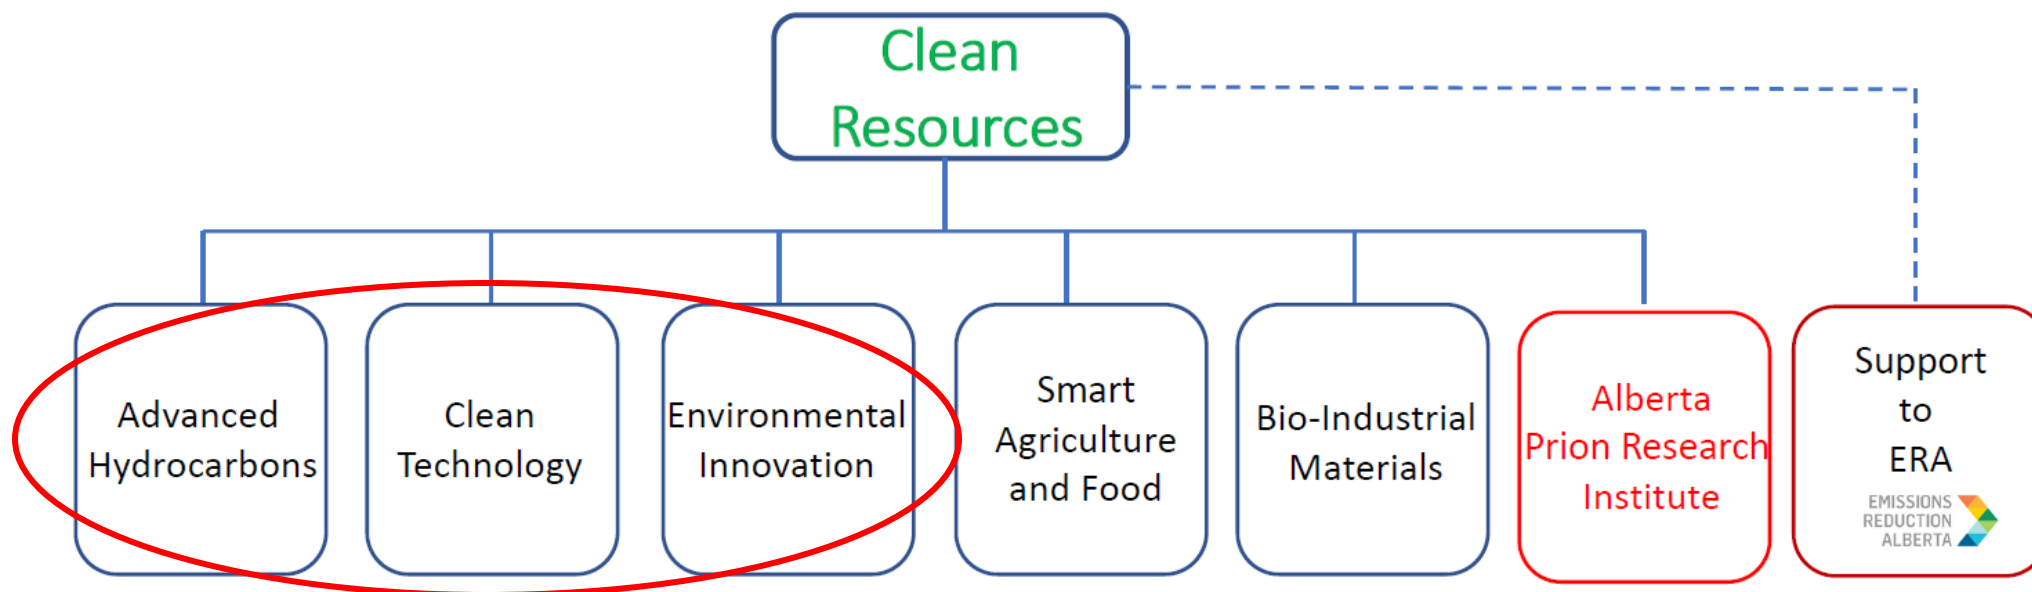 Clean
Resources
Advanced
Hydrocarbons
Clean
Technology
Environmental
Innovation
Smart
Agriculture
and Food
Bio-Industrial
Materials
Alberta
Prion Research
Institute
Support
to
ERA
EMISSIONS
REDUCTION
ALBERTA